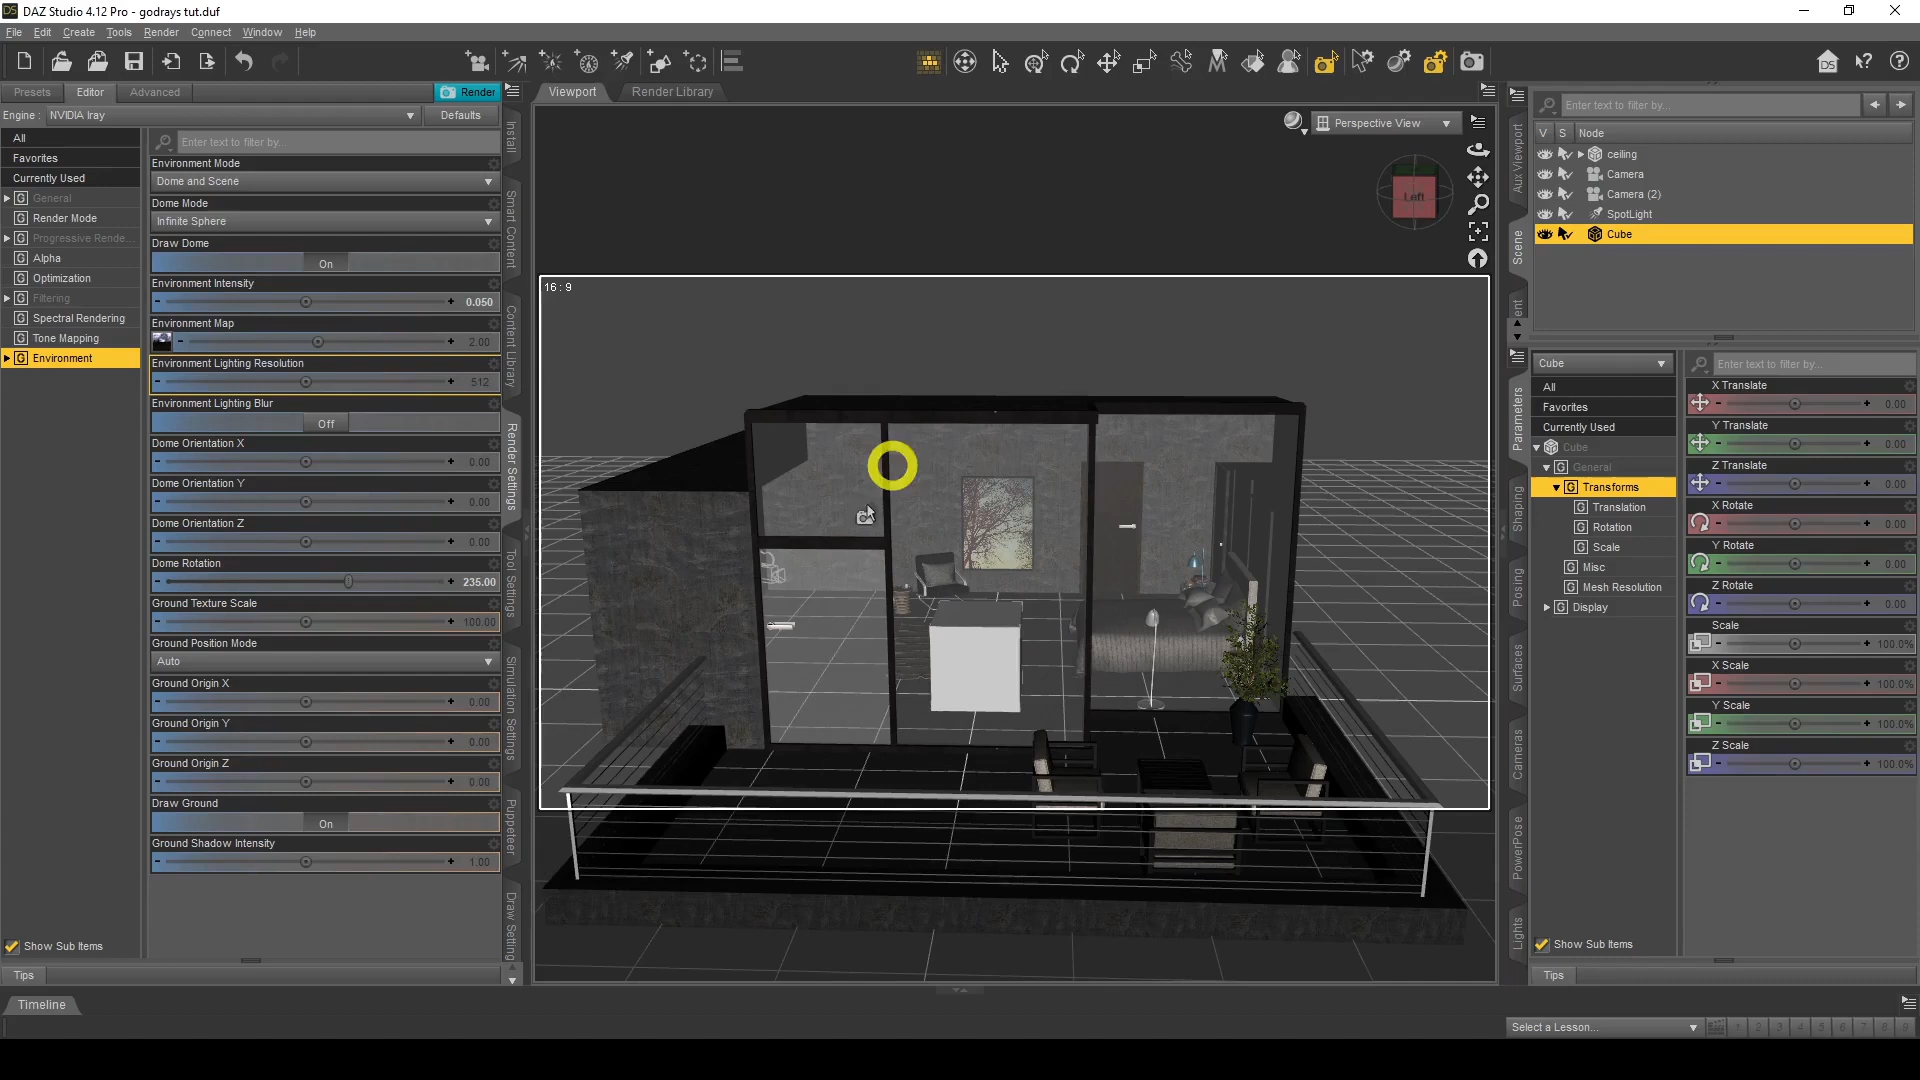 DAZ Studio 4.12 Pro - godrays tut.duf
File Edit Create Tools Render Connect Window Help
Presets Editor Advanced Render
Engine : NVIDIA Iray Defaults
All
Favorites
Currently Used
General
Render Mode
Progressive Rende...
Alpha
Optimization
Filtering
Spectral Rendering
Tone Mapping
Environment
Show Sub Items
Tips
Enter text to filter by...
Environment Mode
Dome and Scene
Dome Mode
Infinite Sphere
Draw Dome
On
Environment Intensity
0.050
Environment Map
2.00
Environment Lighting Resolution
512
Environment Lighting Blur
Off
Dome Orientation X
0.00
Dome Orientation Y
0.00
Dome Orientation Z
0.00
Dome Rotation
235.00
Ground Texture Scale
100.00
Ground Position Mode
Auto
Ground Origin X
0.00
Ground Origin Y
0.00
Ground Origin Z
0.00
Draw Ground
On
Ground Shadow Intensity
1.00
Install
Smart Content
Content Library
Render Settings
Tool Settings
Simulation Settings
Puppeteer
Draw Setting
Viewport Render Library
Perspective View
Left
16 : 9
Aux Viewport
Scene
Enter text to filter by...
V S Node
ceiling
Camera
Camera (2)
SpotLight
Cube
Parameters
Shaping
Posing
Surfaces
Cameras
PowerPose
Lights
Cube
All
Favorites
Currently Used
Cube
General
Transforms
Translation
Rotation
Scale
Misc
Mesh Resolution
Display
Show Sub Items
Tips
Enter text to filter by...
X Translate
0.00
Y Translate
0.00
Z Translate
0.00
X Rotate
0.00
Y Rotate
0.00
Z Rotate
0.00
Scale
100.0%
X Scale
100.0%
Y Scale
100.0%
Z Scale
100.0%
Timeline
Select a Lesson... 1 2 3 4 5 6 7 8 9